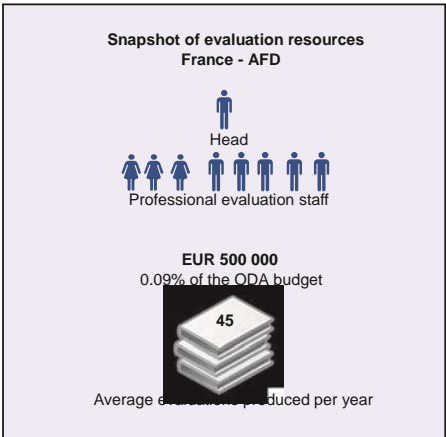 Snapshot of evaluation resources
France - AFD
Head
Professional evaluation staff
EUR 500 000
0.09% of the ODA budget
45
Average evaluations produced per year